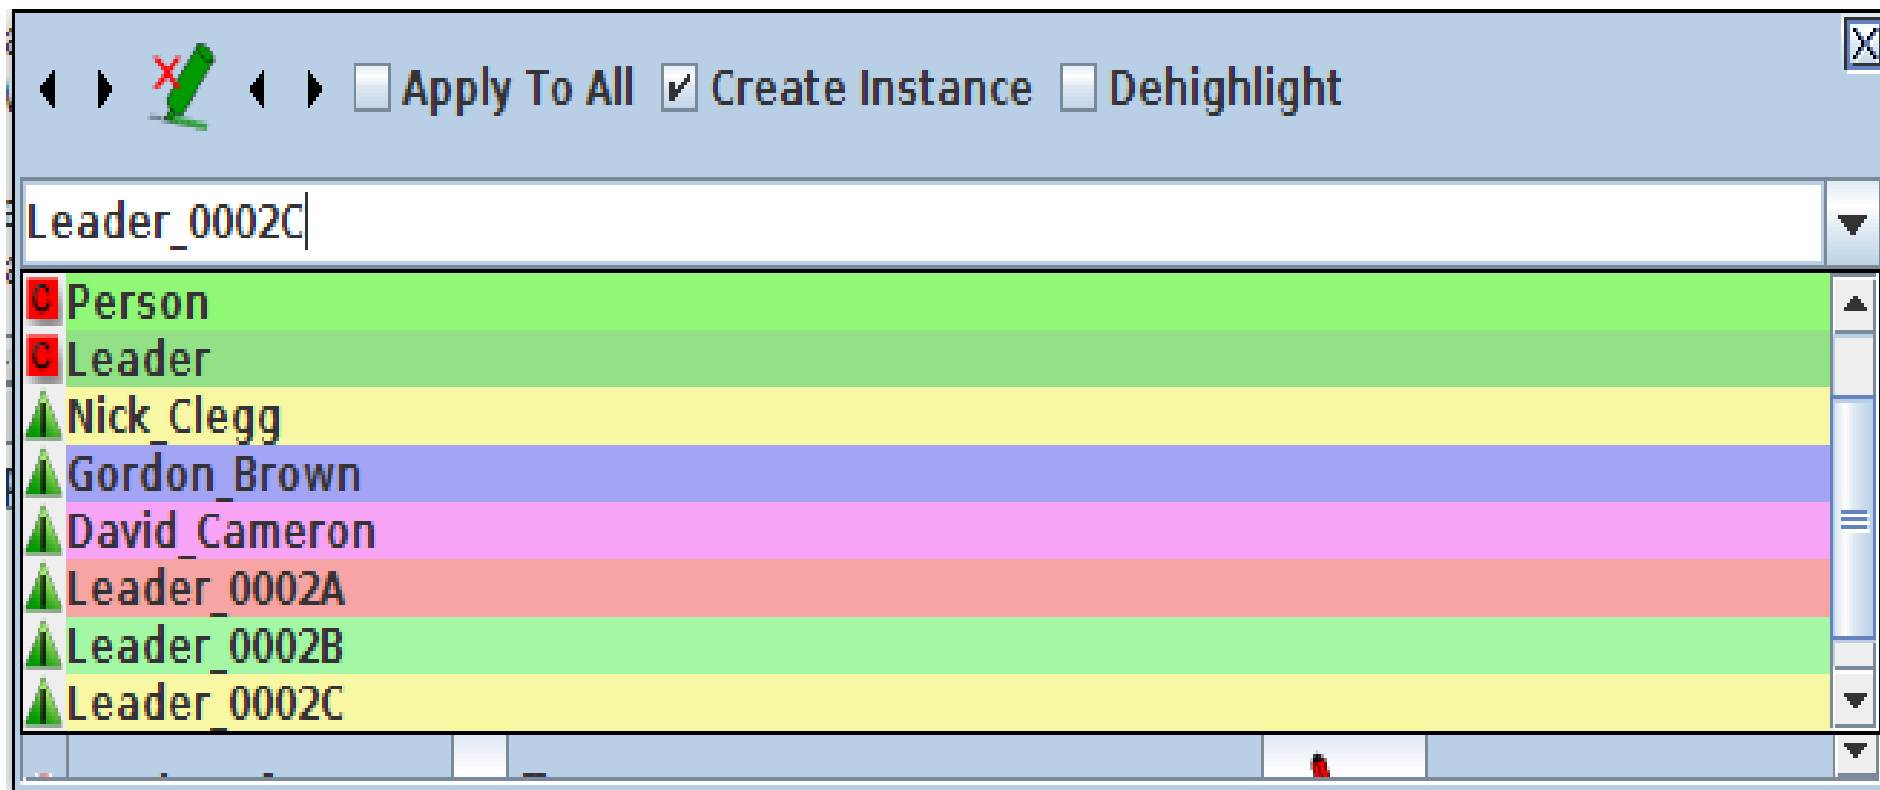 Apply To All Create Instance Dehighlight
Leader_0002C
C Person
C Leader
Nick_Clegg
Gordon_Brown
David_Cameron
Leader_0002A
Leader_0002B
Leader_0002C